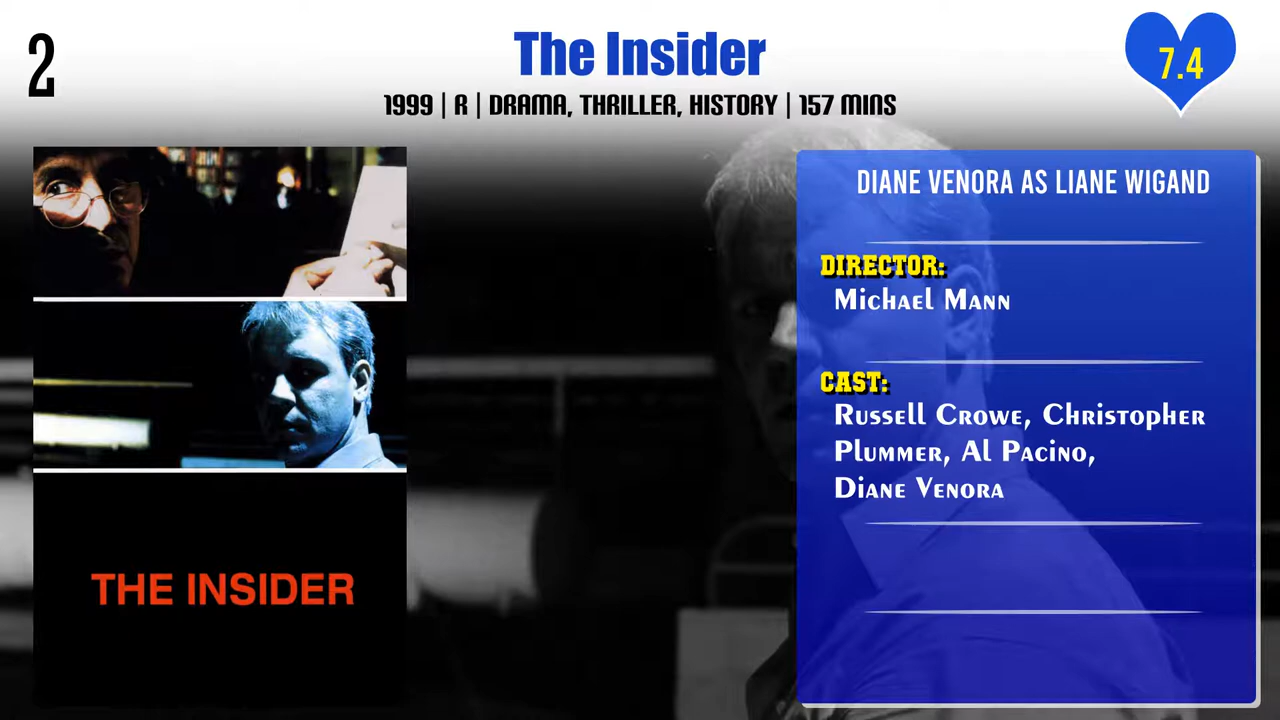 2
The Insider
7.4
1999 | R | DRAMA, THRILLER, HISTORY | 157 MINS
DIANE VENORA AS LIANE WIGAND
DIRECTOR:
Michael Mann
CAST:
Russell Crowe, Christopher
Plummer, Al Pacino,
Diane Venora
THE INSIDER